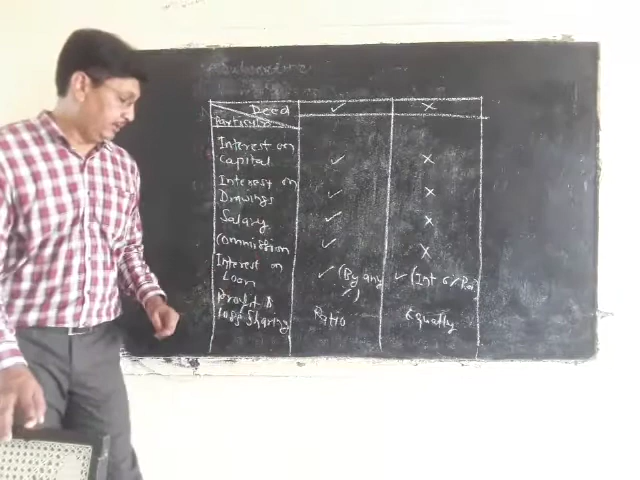 Deed ✓ ×
Particulars
Interest on
Capital ✓ ×
Interest on
Drawings ✓ ×
Salary ✓ ×
Commission ✓ ×
Interest on
Loan ✓ (By any %) ✓ (Int 6%
Profit &
Loss Sharing Ratio Equally